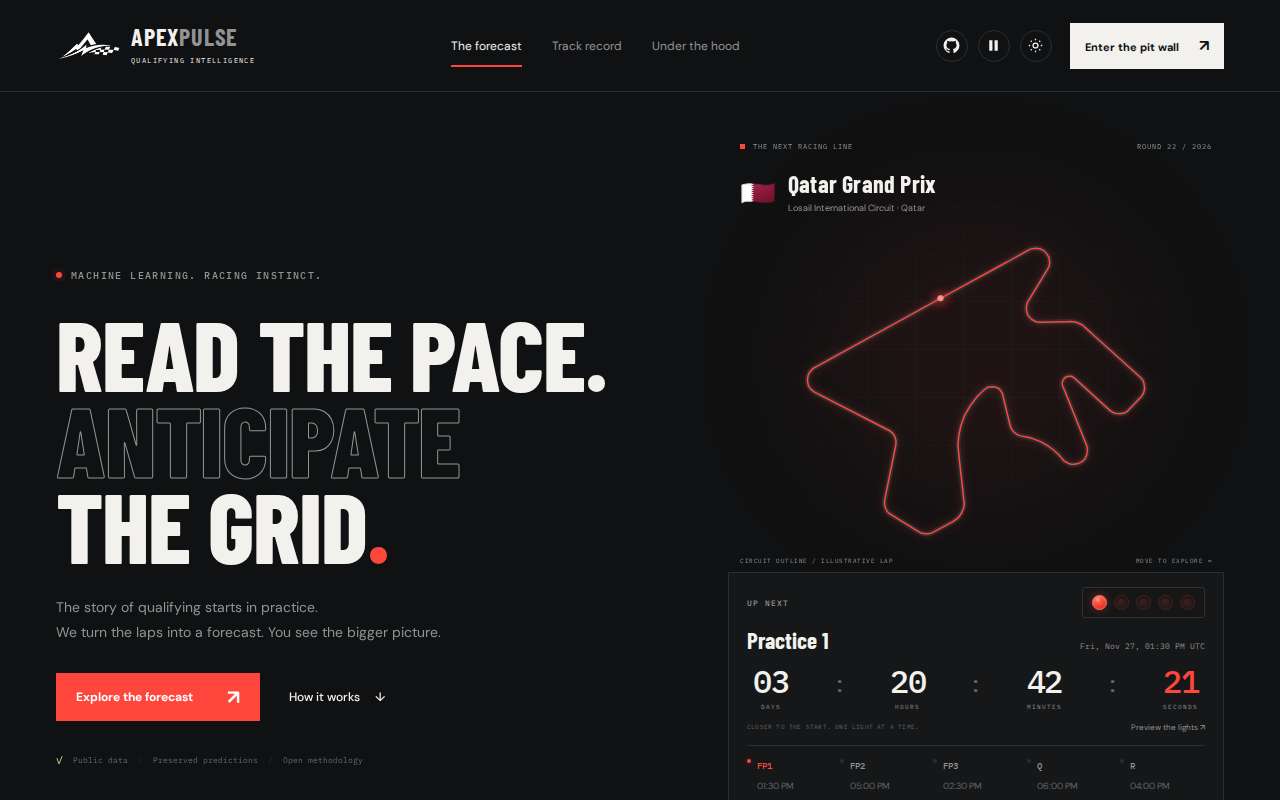 APEXPULSE
QUALIFYING INTELLIGENCE
The forecast
Track record
Under the hood
Enter the pit wall
THE NEXT RACING LINE
ROUND 22 / 2026
Qatar Grand Prix
Losail International Circuit · Qatar
MACHINE LEARNING. RACING INSTINCT.
READ THE PACE.
ANTICIPATE
THE GRID.
The story of qualifying starts in practice.
We turn the laps into a forecast. You see the bigger picture.
Explore the forecast
How it works
Public data / Preserved predictions / Open methodology
CIRCUIT OUTLINE / ILLUSTRATIVE LAP
MOVE TO EXPLORE
UP NEXT
Practice 1
Fri, Nov 27, 01:30 PM UTC
03 : 20 : 42 : 21
DAYS HOURS MINUTES SECONDS
CLOSER TO THE START. ONE LIGHT AT A TIME.
Preview the lights
FP1 FP2 FP3 Q R
01:30 PM 05:00 PM 02:30 PM 06:00 PM 04:00 PM